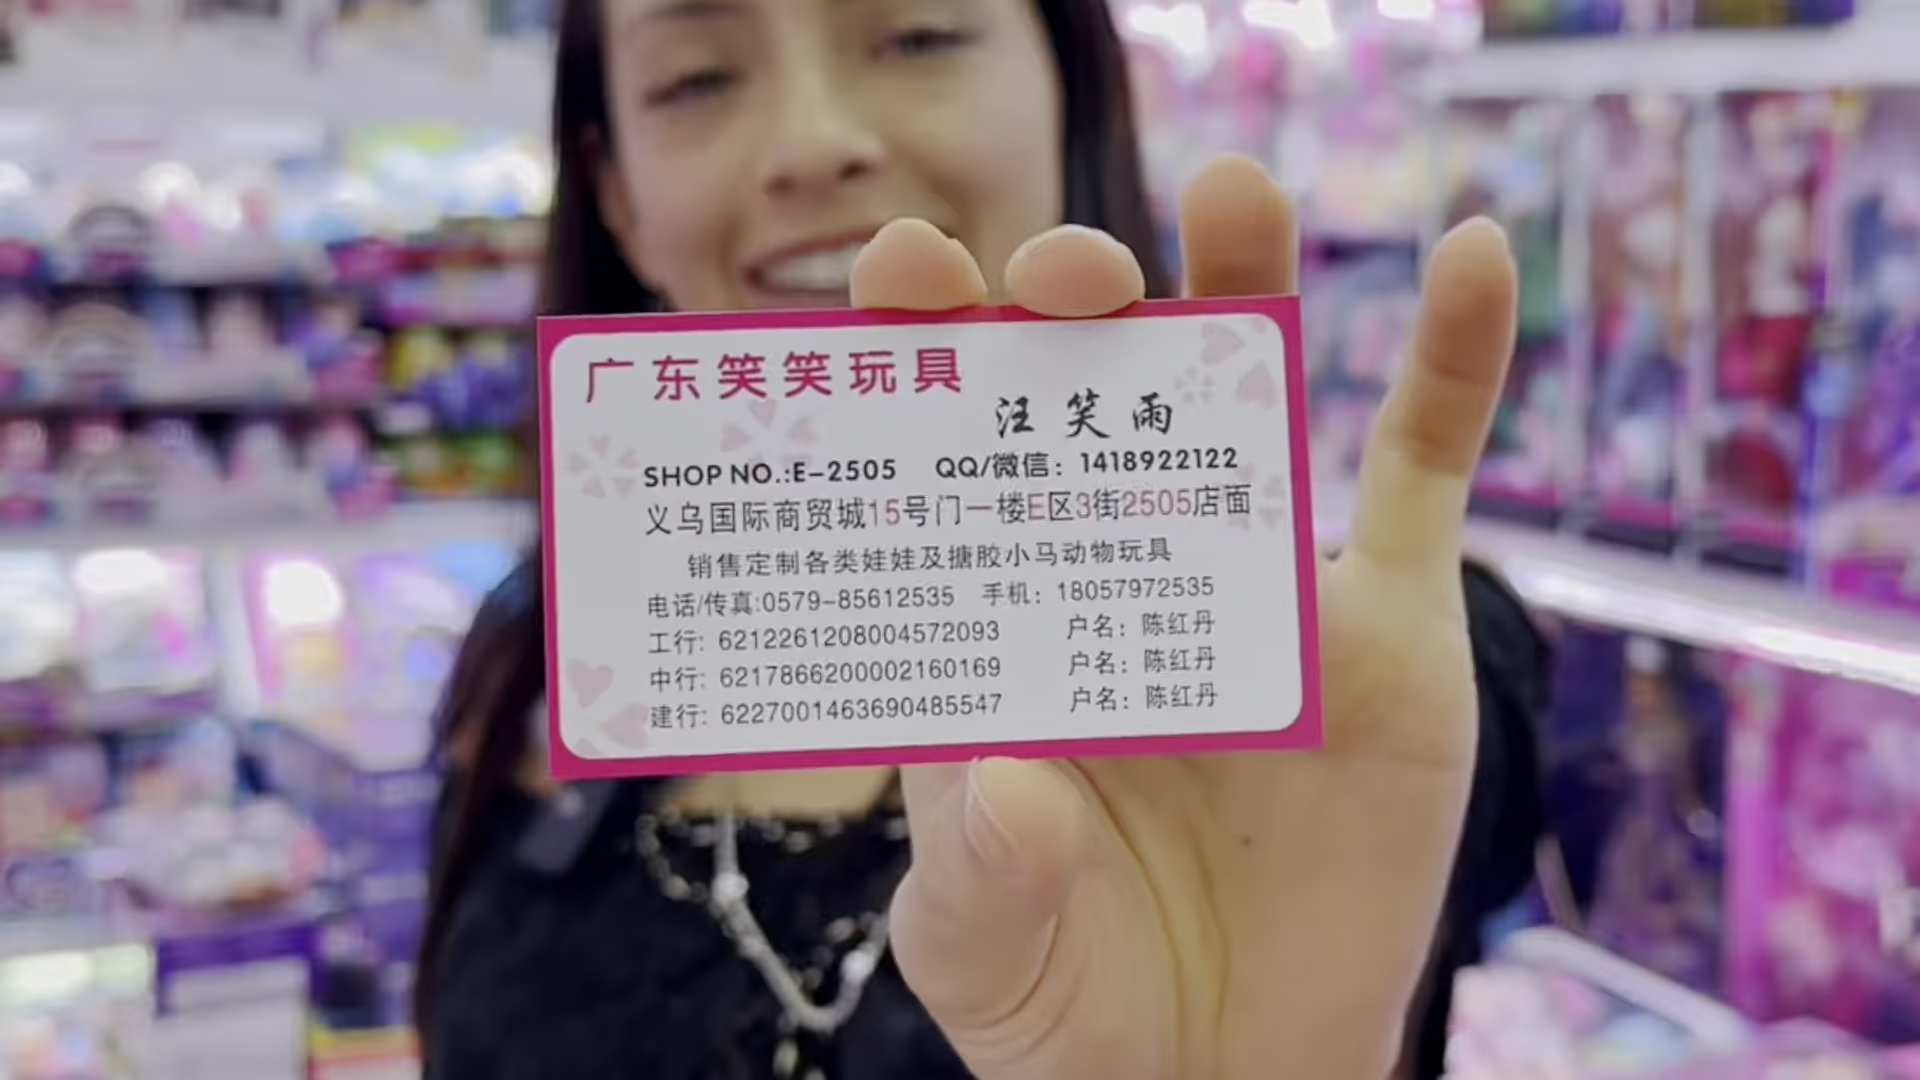 广东笑笑玩具
汪笑雨
SHOP NO.:E-2505 QQ/微信：1418922122
义乌国际商贸城15号门一楼E区3街2505店面
销售定制各类娃娃及搪胶小马动物玩具
电话/传真:0579-85612535 手机：18057972535
工行: 6212261208004572093 户名：陈红丹
中行: 6217866200002160169 户名：陈红丹
建行: 6227001463690485547 户名：陈红丹